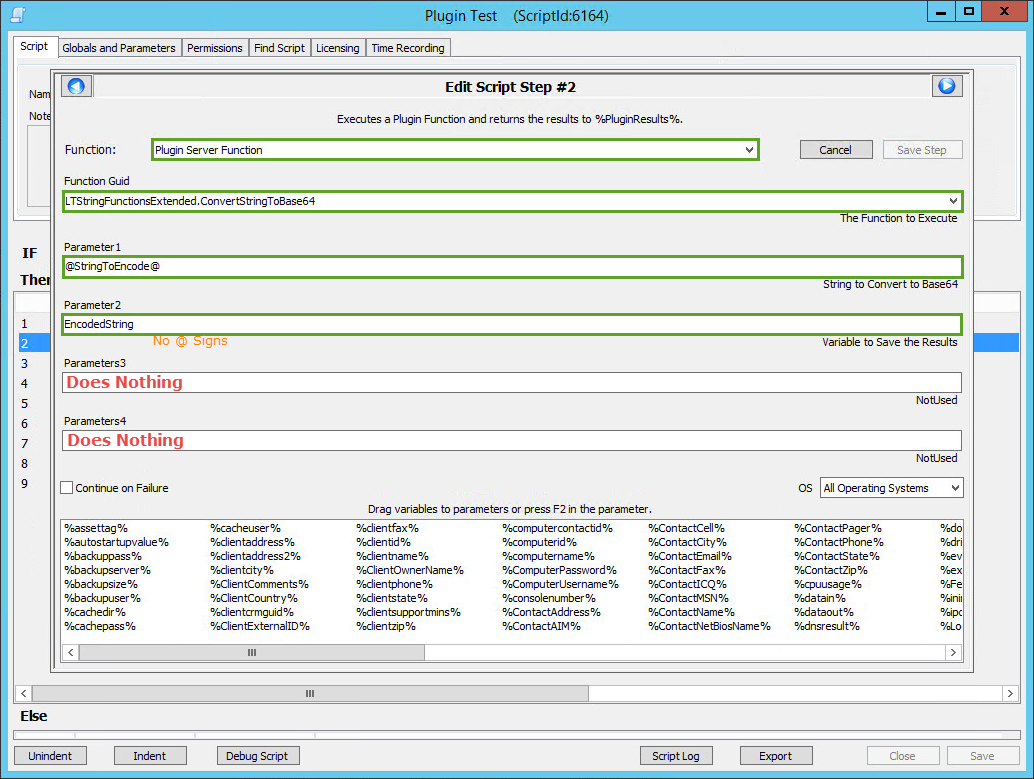 Plugin Test    (ScriptId:6164)
Script Globals and Parameters Permissions Find Script Licensing Time Recording
Nam
Note
Edit Script Step #2
Executes a Plugin Function and returns the results to %PluginResults%.
Function: Plugin Server Function Cancel Save Step
Function Guid
LTStringFunctionsExtended.ConvertStringToBase64
The Function to Execute
IF
Parameter1
@StringToEncode@
Ther
String to Convert to Base64
Parameter2
1 EncodedString
2 No @ Signs Variable to Save the Results
3 Parameters3
4 Does Nothing
5 NotUsed
6 Parameters4
7 Does Nothing
8 NotUsed
9 Continue on Failure OS All Operating Systems
Drag variables to parameters or press F2 in the parameter.
%assettag% %cacheuser% %clientfax% %computercontactid% %ContactCell% %ContactPager% %do
%autostartupvalue% %clientaddress% %clientid% %computerid% %ContactCity% %ContactPhone% %dri
%backuppass% %clientaddress2% %clientname% %computername% %ContactEmail% %ContactState% %ev
%backupserver% %clientcity% %ClientOwnerName% %ComputerPassword% %ContactFax% %ContactZip% %ex
%backupsize% %ClientComments% %clientphone% %ComputerUsername% %ContactICQ% %cpuusage% %Fe
%backupuser% %ClientCountry% %clientstate% %consolenumber% %ContactMSN% %datain% %inir
%cachedir% %clientcrmguid% %clientsupportmins% %ContactAddress% %ContactName% %dataout% %ipc
%cachepass% %ClientExternalID% %clientzip% %ContactAIM% %ContactNetBiosName% %dnsresult% %Lo
Else
Unindent Indent Debug Script Script Log Export Close Save